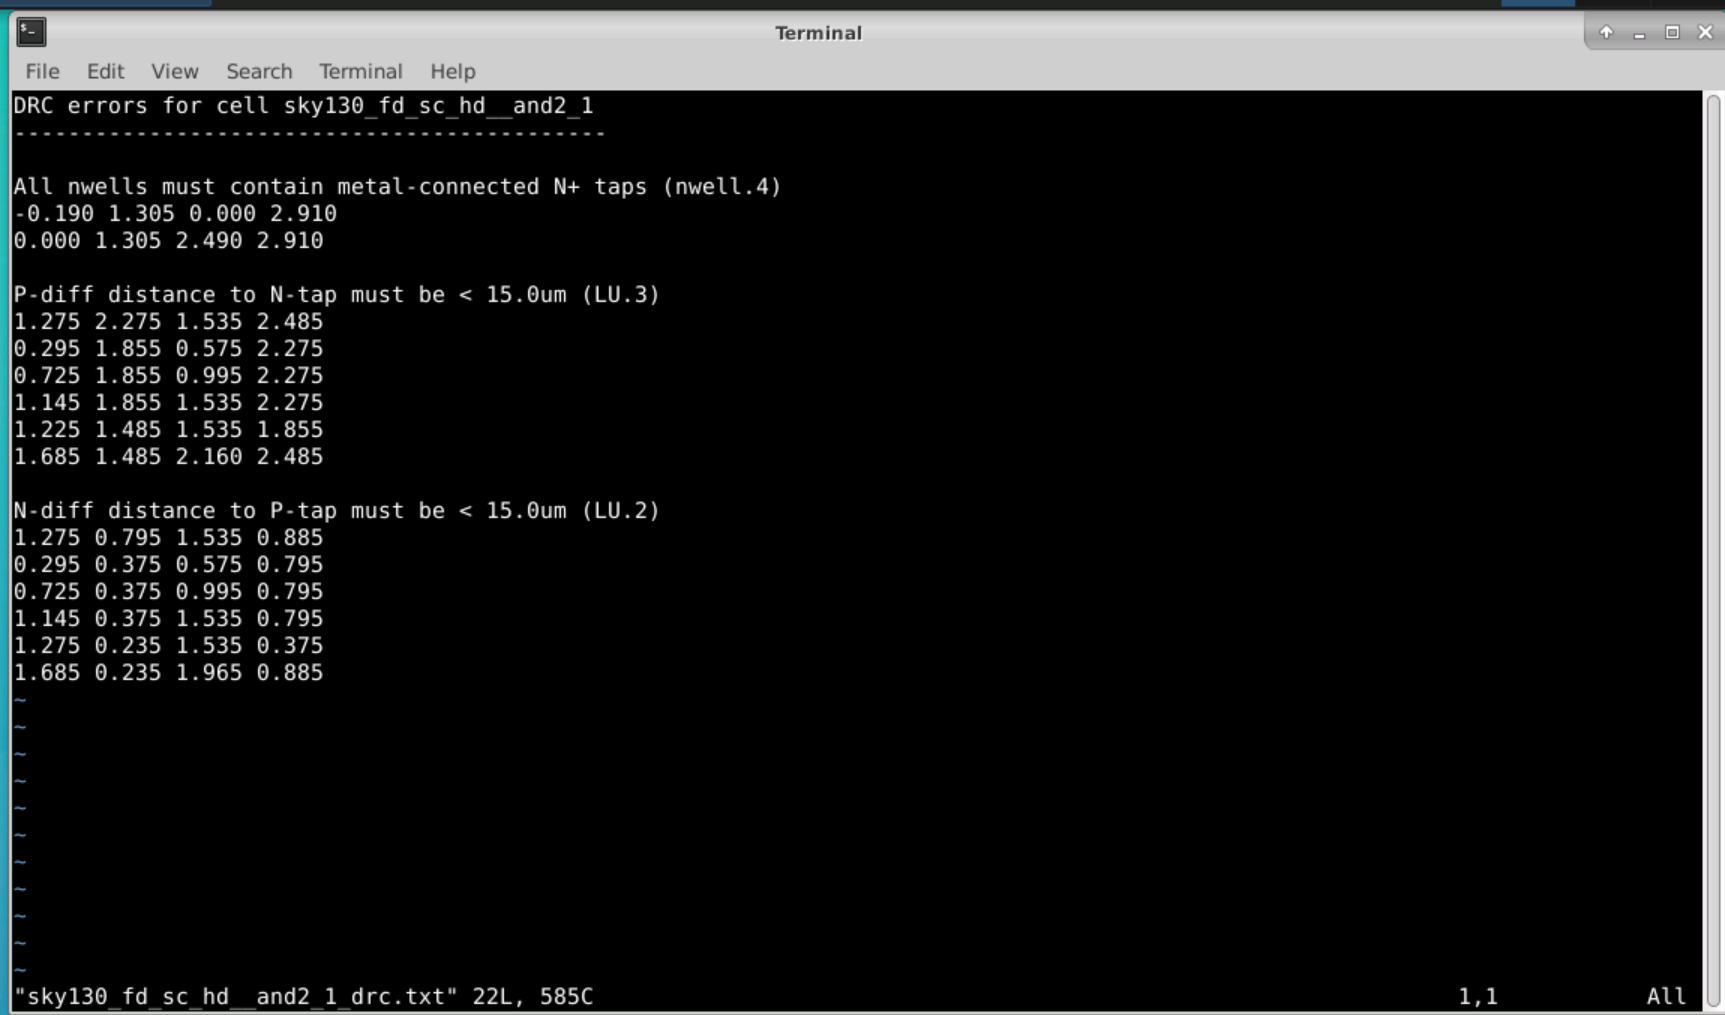 Terminal
File Edit View Search Terminal Help
DRC errors for cell sky130_fd_sc_hd__and2_1
--------------------------------------------
All nwells must contain metal-connected N+ taps (nwell.4)
-0.190 1.305 0.000 2.910
0.000 1.305 2.490 2.910
P-diff distance to N-tap must be < 15.0um (LU.3)
1.275 2.275 1.535 2.485
0.295 1.855 0.575 2.275
0.725 1.855 0.995 2.275
1.145 1.855 1.535 2.275
1.225 1.485 1.535 1.855
1.685 1.485 2.160 2.485
N-diff distance to P-tap must be < 15.0um (LU.2)
1.275 0.795 1.535 0.885
0.295 0.375 0.575 0.795
0.725 0.375 0.995 0.795
1.145 0.375 1.535 0.795
1.275 0.235 1.535 0.375
1.685 0.235 1.965 0.885
~
~
~
~
~
~
~
~
~
~
~
"sky130_fd_sc_hd__and2_1_drc.txt" 22L, 585C 1,1 All